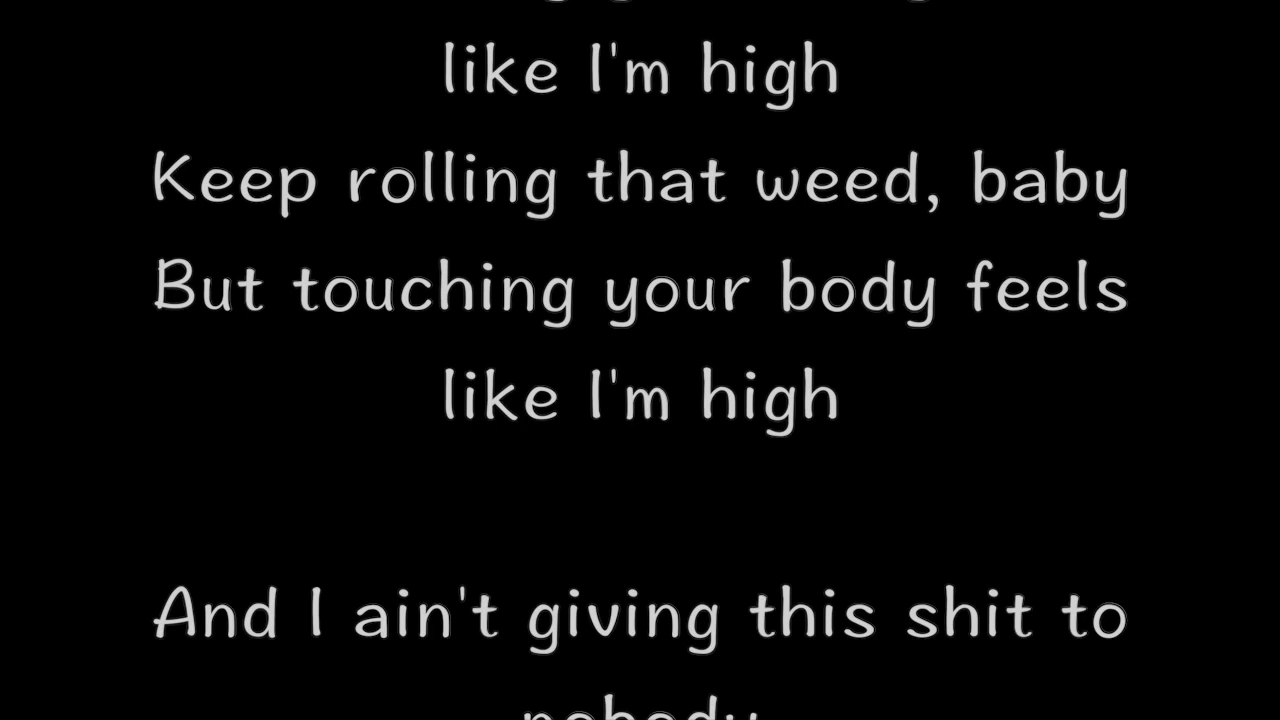 like I'm high
Keep rolling that weed, baby
But touching your body feels
like I'm high
And I ain't giving this shit to
nobody